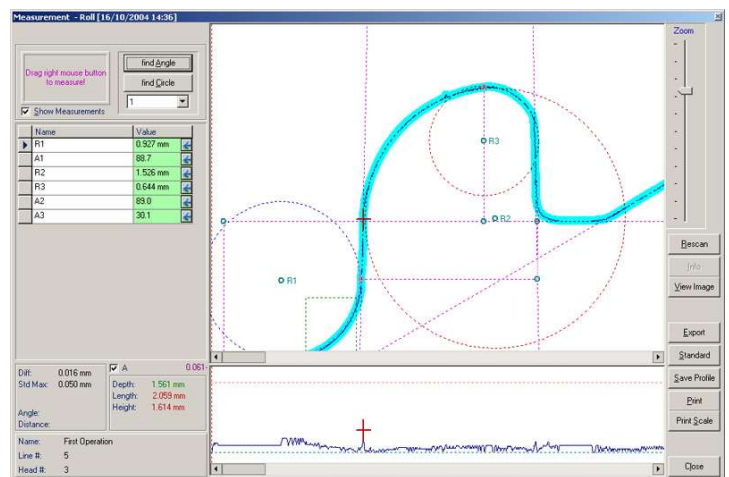 Measurement - Roll [16/10/2004 14:36]
Drag right mouse button
to measure!
find Angle
find Circle
Show Measurements
1
Name Value
R1 0.927 mm
A1 88.7
R2 1.526 mm
R3 0.644 mm
A2 89.0
A3 30.1
Diff: 0.016 mm
Std Max: 0.050 mm
Angle:
Distance:
A 0.061
Depth: 1.561 mm
Length: 2.059 mm
Height: 1.614 mm
Name: First Operation
Line #: 5
Head #: 3
R3
R2
R1
Zoom
Rescan
Info
View Image
Export
Standard
Save Profile
Print
Print Scale
Close